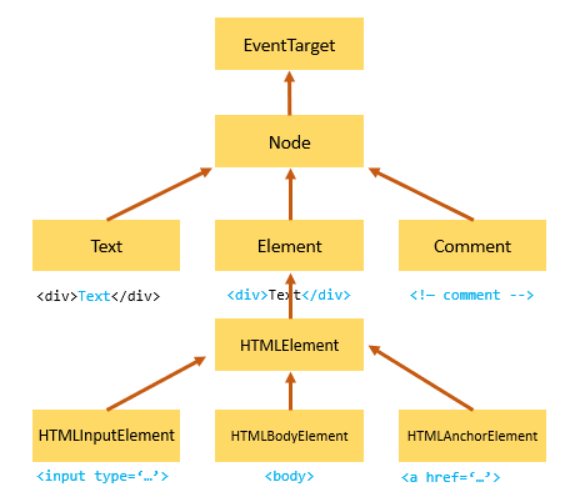 EventTarget
Node
Text Element Comment
<div>Text</div> <div>Text</div> <!– comment -->
HTMLElement
HTMLInputElement HTMLBodyElement HTMLAnchorElement
<input type=‘…’> <body> <a href=‘…’>